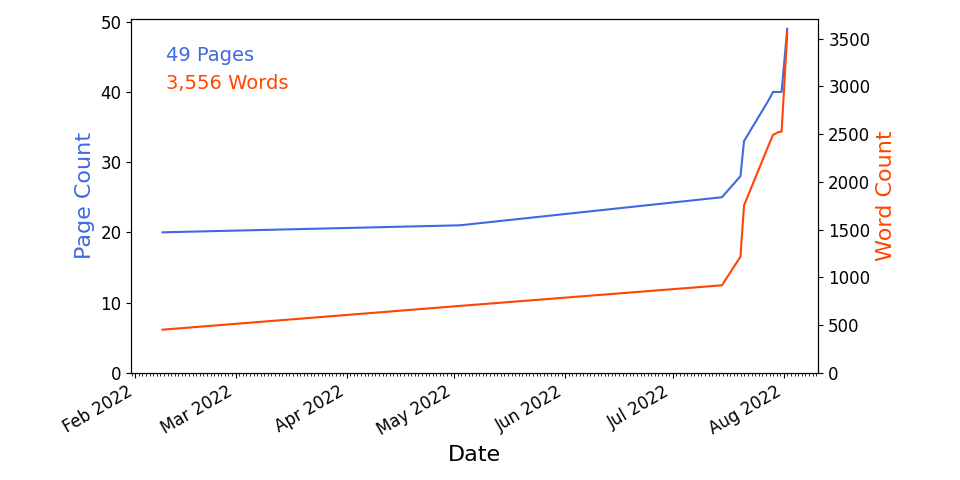 49 Pages
3,556 Words
Page Count
50
40
30
20
10
0
Word Count
3500
3000
2500
2000
1500
1000
500
0
Feb 2022
Mar 2022
Apr 2022
May 2022
Jun 2022
Jul 2022
Aug 2022
Date